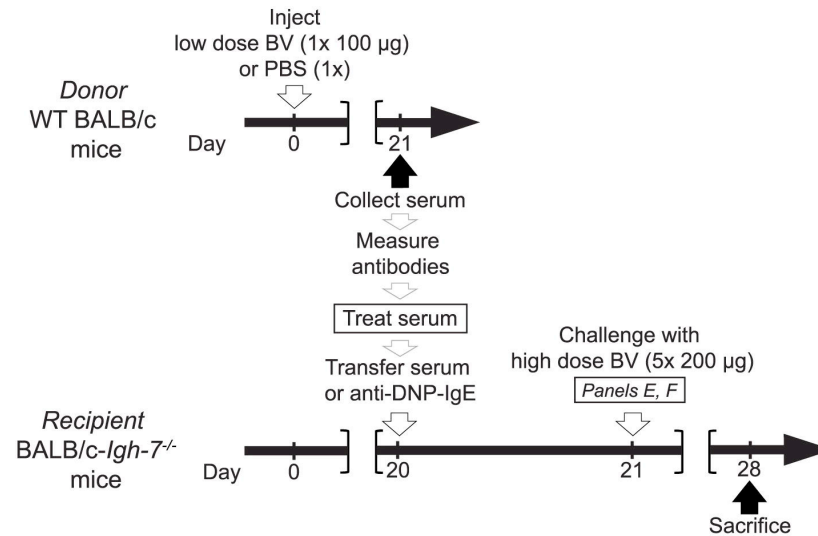 Inject
low dose BV (1x 100 µg)
or PBS (1x)
Donor
WT BALB/c
mice
Day
0
21
Collect serum
Measure
antibodies
Treat serum
Transfer serum
or anti-DNP-IgE
Challenge with
high dose BV (5x 200 µg)
Panels E, F
Recipient
BALB/c-Igh-7-/-
mice
Day
0
20
21
28
Sacrifice